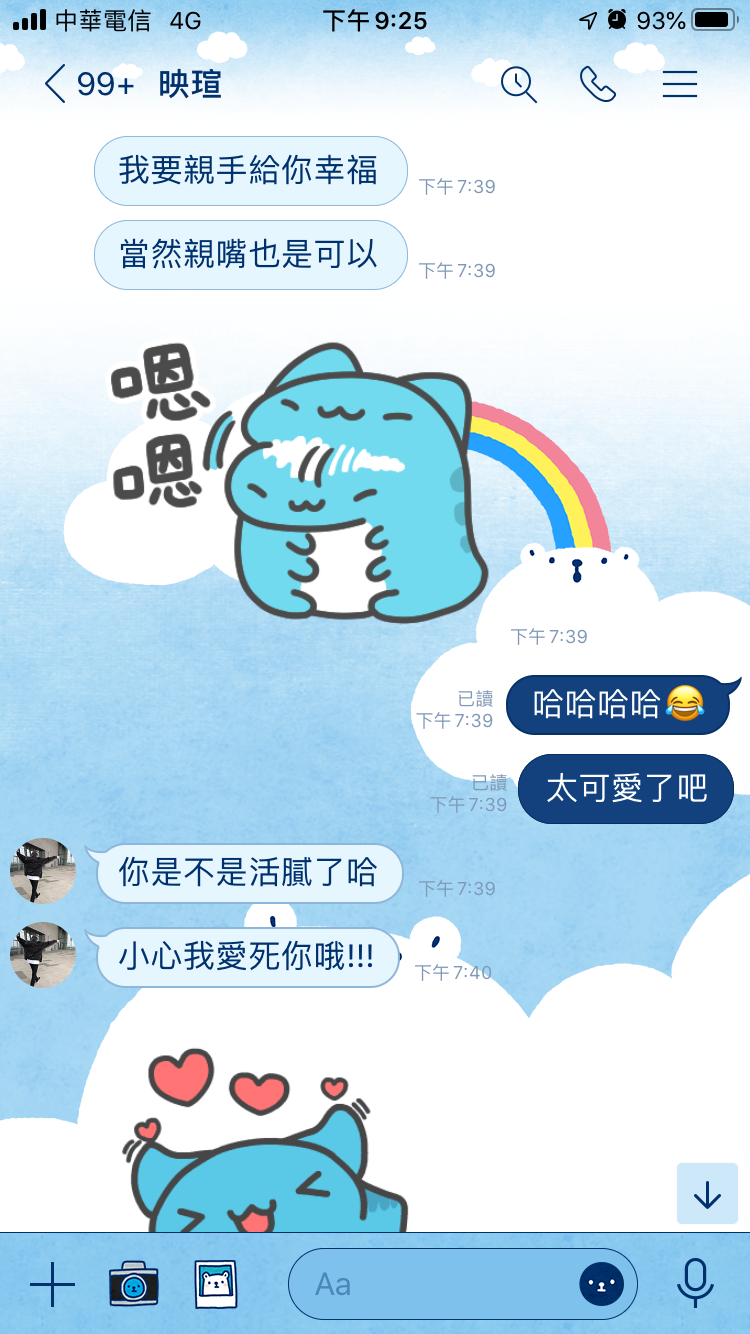 中華電信 4G 下午9:25 93%
99+ 映瑄
我要親手給你幸福
下午7:39
當然親嘴也是可以
下午7:39
嗯
嗯
下午7:39
已讀
下午7:39
哈哈哈哈😂
已讀
下午7:39
太可愛了吧
你是不是活膩了哈
下午7:39
小心我愛死你哦!!!
下午7:40
Aa